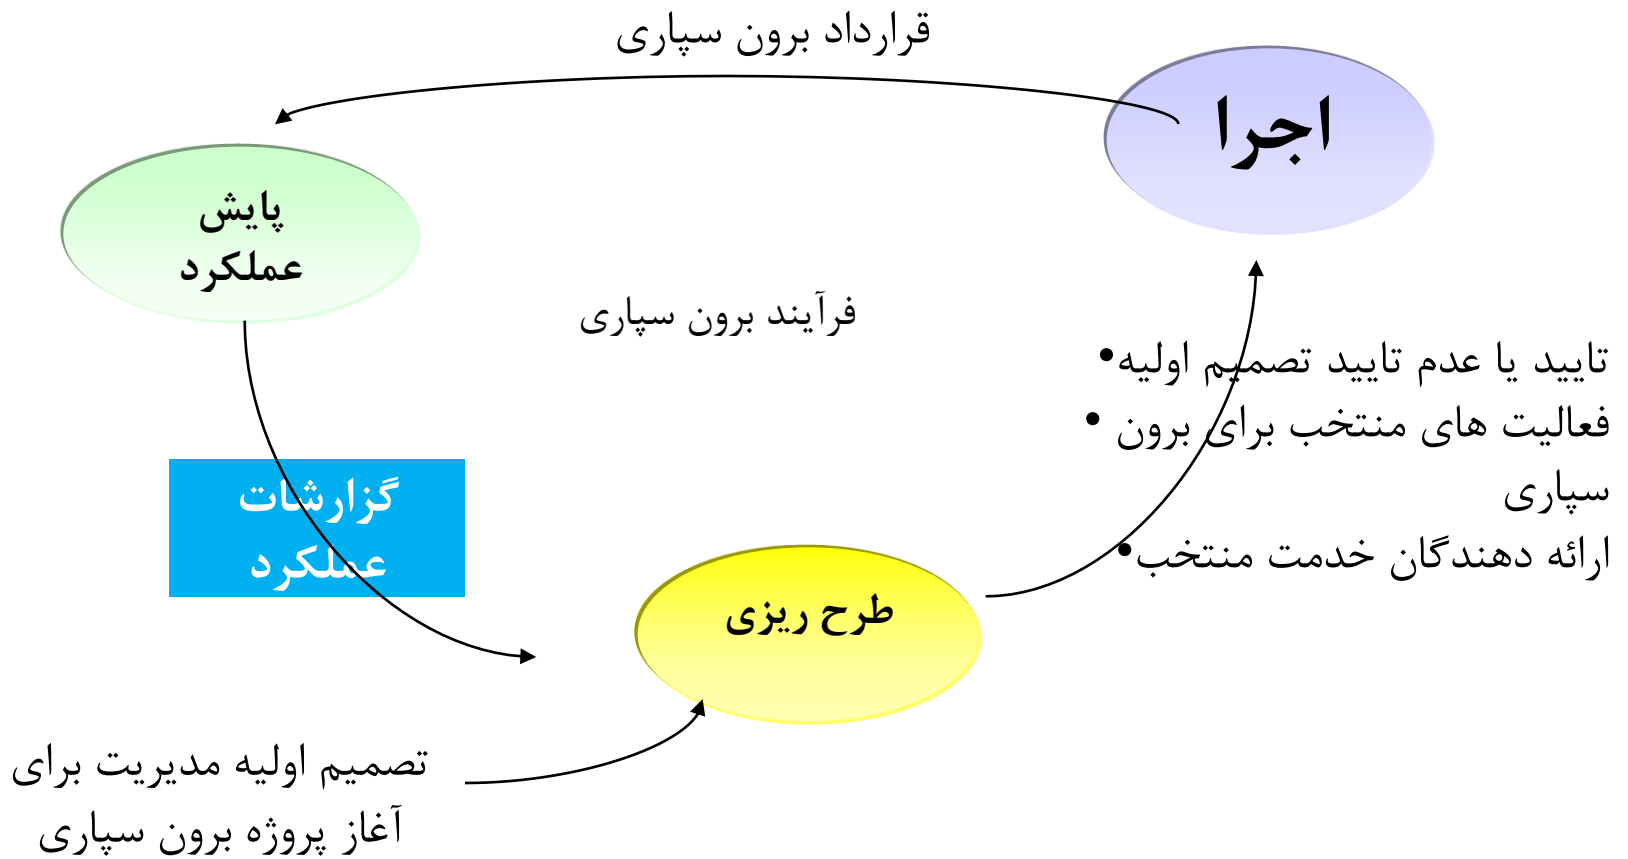 قرارداد برون سپاری
اجرا
پایش
عملکرد
فرآیند برون سپاری
تایید یا عدم تایید تصمیم اولیه•
فعالیت های منتخب برای برون •
سپاری
ارائه دهندگان خدمت منتخب•
گزارشات
عملکرد
طرح ریزی
تصمیم اولیه مدیریت برای
آغاز پروژه برون سپاری